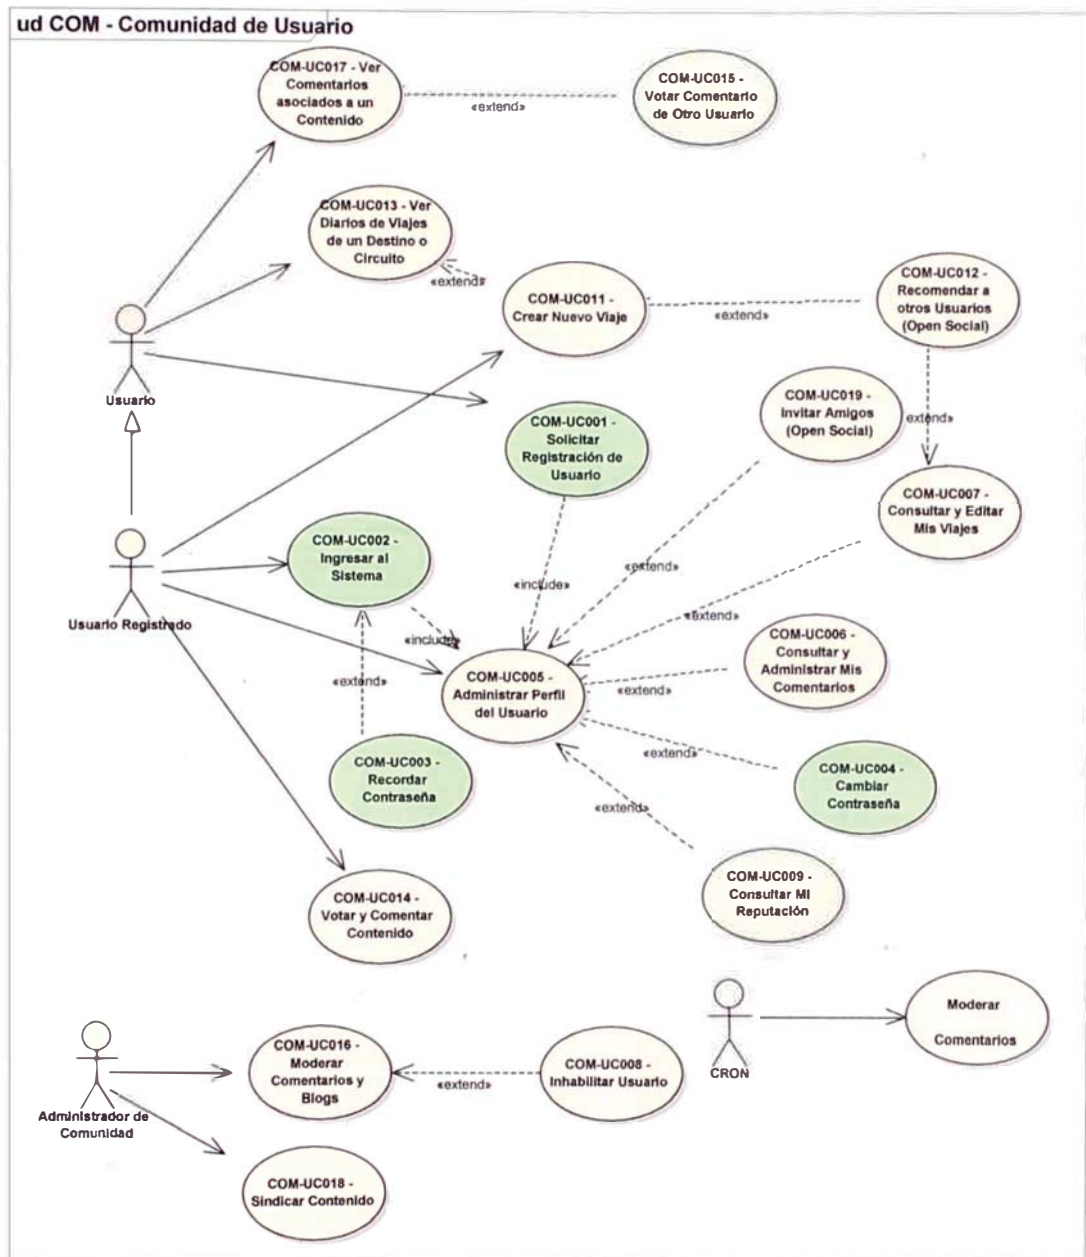 ud COM - Comunidad de Usuario
COM-UC017 - Ver
Comentarios
asociados a un
Contenido
«extend»
COM-UC015 -
Votar Comentario
de Otro Usuario
COM-UC013 - Ver
Diarios de Viajes
de un Destino o
Circuito
«extend»
COM-UC011 -
Crear Nuevo Viaje
«extend»
COM-UC012 -
Recomendar a
otros Usuarios
(Open Social)
Usuario
COM-UC001 -
Solicitar
Registración de
Usuario
COM-UC019 -
Invitar Amigos
(Open Social)
extend»
COM-UC007 -
Consultar y Editar
Mis Viajes
COM-UC002 -
Ingresar al
Sistema
Usuario Registrado
«include»
«extend»
«extend»
«include»
COM-UC006 -
Consultar y
Administrar Mis
Comentarios
«extend»
COM-UC005 -
Administrar Perfil
del Usuario
«extend»
«extend»
COM-UC003 -
Recordar
Contraseña
COM-UC004 -
Cambiar
Contraseña
«extend»
COM-UC009 -
Consultar Mi
Reputación
COM-UC014 -
Votar y Comentar
Contenido
CRON
Moderar
Comentarios
Administrador de
Comunidad
COM-UC016 -
Moderar
Comentarios y
Blogs
«extend»
COM-UC008 -
Inhabilitar Usuario
COM-UC018 -
Sindicar Contenido